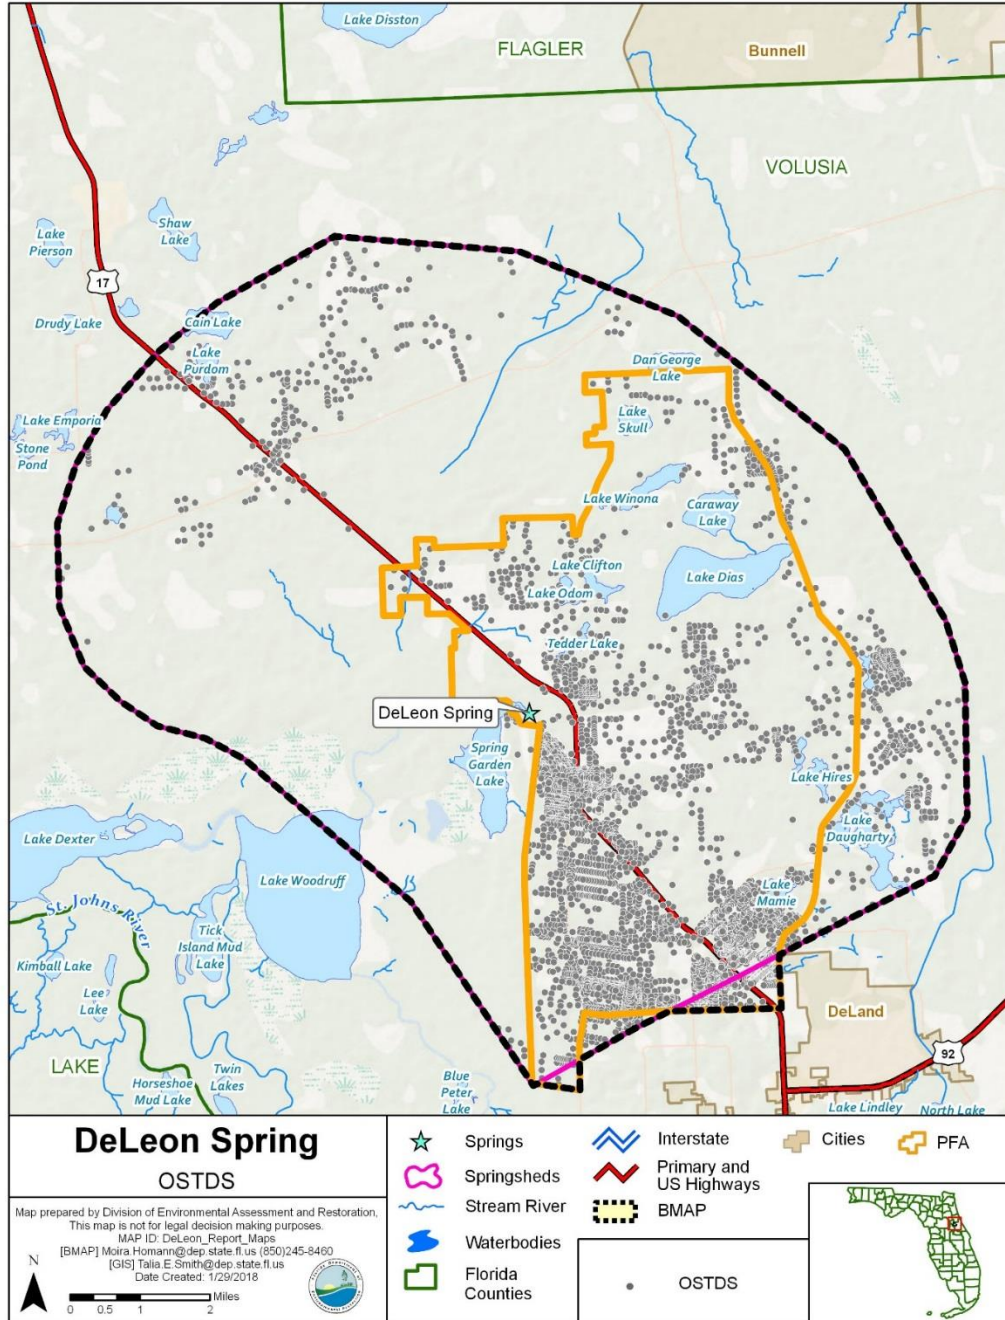 Lake Disston
FLAGLER
Bunnell
VOLUSIA
Shaw
Lake
Lake
Pierson
17
Drudy Lake
Cain Lake
Lake
Purdom
Dan George
Lake
Lake Emporia
Stone
Pond
Lake
Skull
Lake Winona
Caraway
Lake
Lake Clifton
Lake Dias
Lake Odom
Tedder Lake
DeLeon Spring
Spring
Garden
Lake
Lake Hires
Lake
Daugharty
Lake Dexter
Lake Woodruff
Lake
Mamie
St. Johns
River
Tick
Island Mud
Lake
Kimball Lake
Lee
Lake
DeLand
92
LAKE
Horseshoe
Mud Lake
Twin
Lakes
Blue
Peter
Lake
Lake Lindley
North Lake
DeLeon Spring
OSTDS
Map prepared by Division of Environmental Assessment and Restoration,
This map is not for legal decision making purposes.
MAP ID: DeLeon_Report_Maps
[BMAP] Moira.Homann@dep.state.fl.us (850)245-8460
[GIS] Talia.E.Smith@dep.state.fl.us
Date Created: 1/29/2018
N
Miles
0 0.5 1 2
Springs
Springsheds
Stream River
Waterbodies
Florida
Counties
Interstate
Primary and
US Highways
BMAP
Cities
PFA
OSTDS